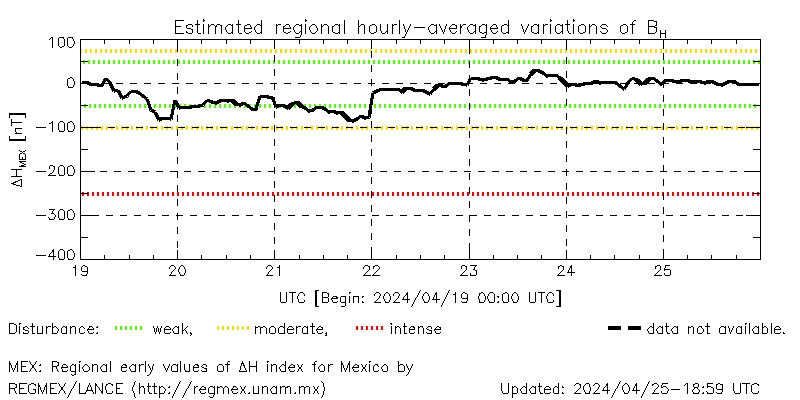 Estimated regional hourly-averaged variations of B_H
100
0
-100
-200
-300
-400
ΔH_MEX [nT]
19 20 21 22 23 24 25
UTC [Begin: 2024/04/19 00:00 UTC]
Disturbance: weak, moderate, intense data not available.
MEX: Regional early values of ΔH index for Mexico by
REGMEX/LANCE (http://regmex.unam.mx) Updated: 2024/04/25-18:59 UTC